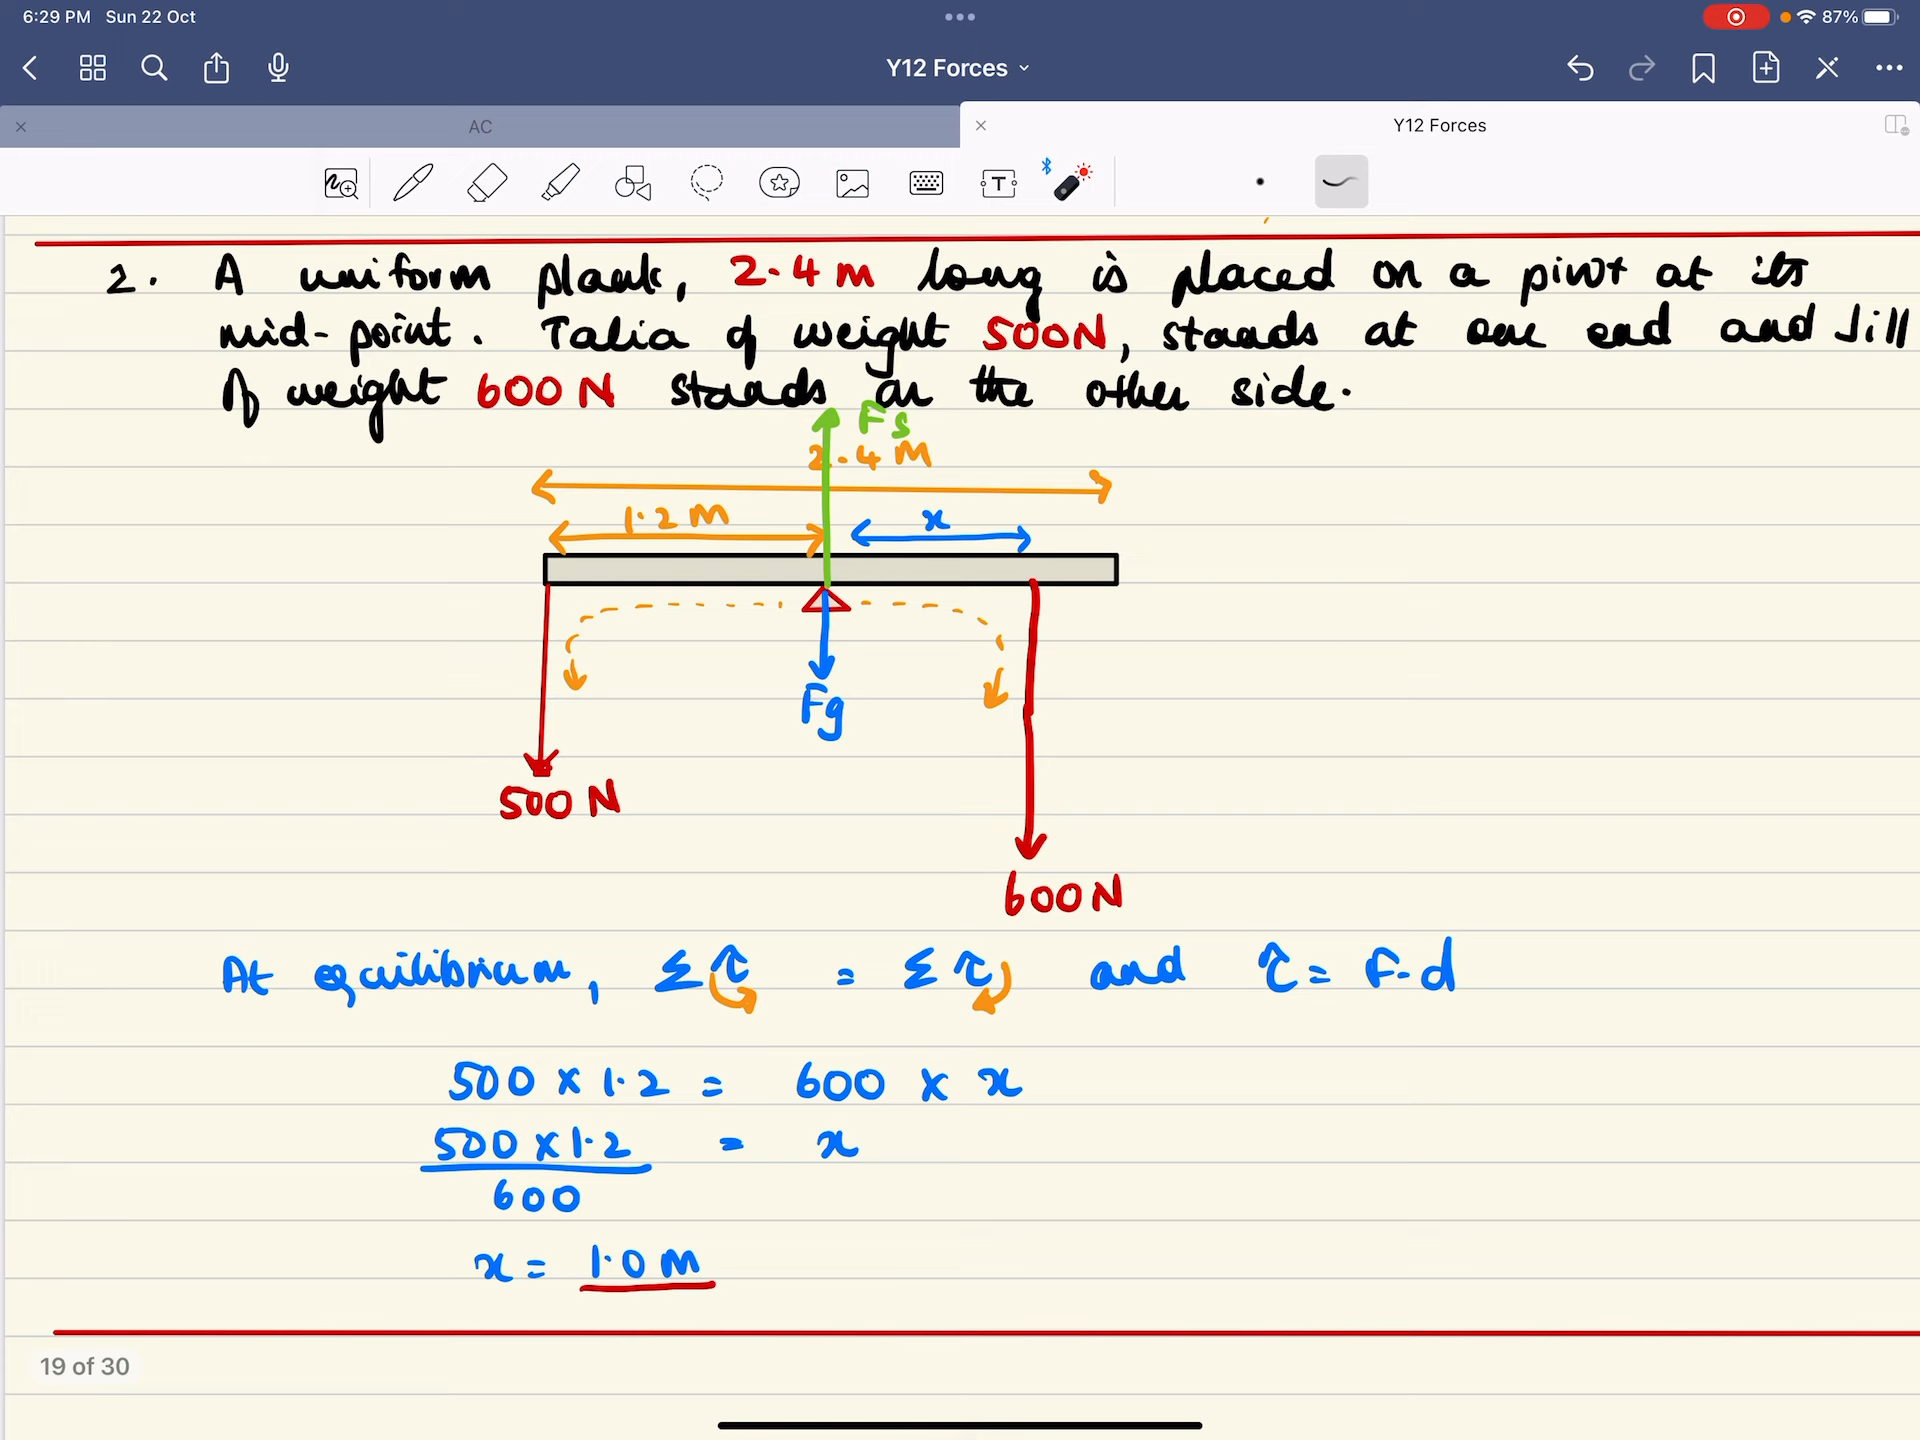 6:29 PM Sun 22 Oct
87%
Y12 Forces
AC
Y12 Forces
T
2. A uniform plank, 2.4 m long is placed on a pivot at its
mid-point. Talia of weight 500N, stands at one end and Jill
of weight 600 N stands on the other side.
Fs
2.4 M
1.2 M
x
Fg
500 N
600 N
At equilibrium, Στ = Στ and τ = F.d
500 x 1.2 = 600 x x
500 x 1.2 = x
600
x = 1.0 m
19 of 30